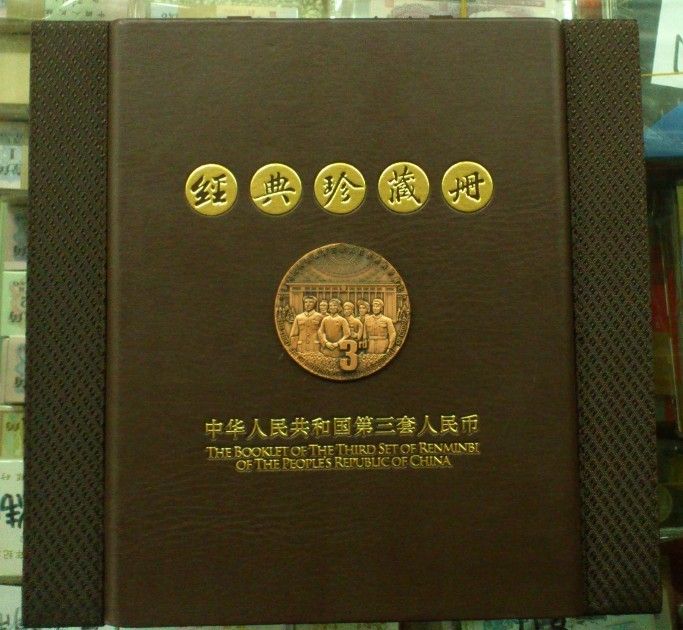 经典珍藏册
3rd
中华人民共和国第三套人民币
THE BOOKLET OF THE THIRD SET OF RENMINBI
OF THE PEOPLE'S REPUBLIC OF CHINA